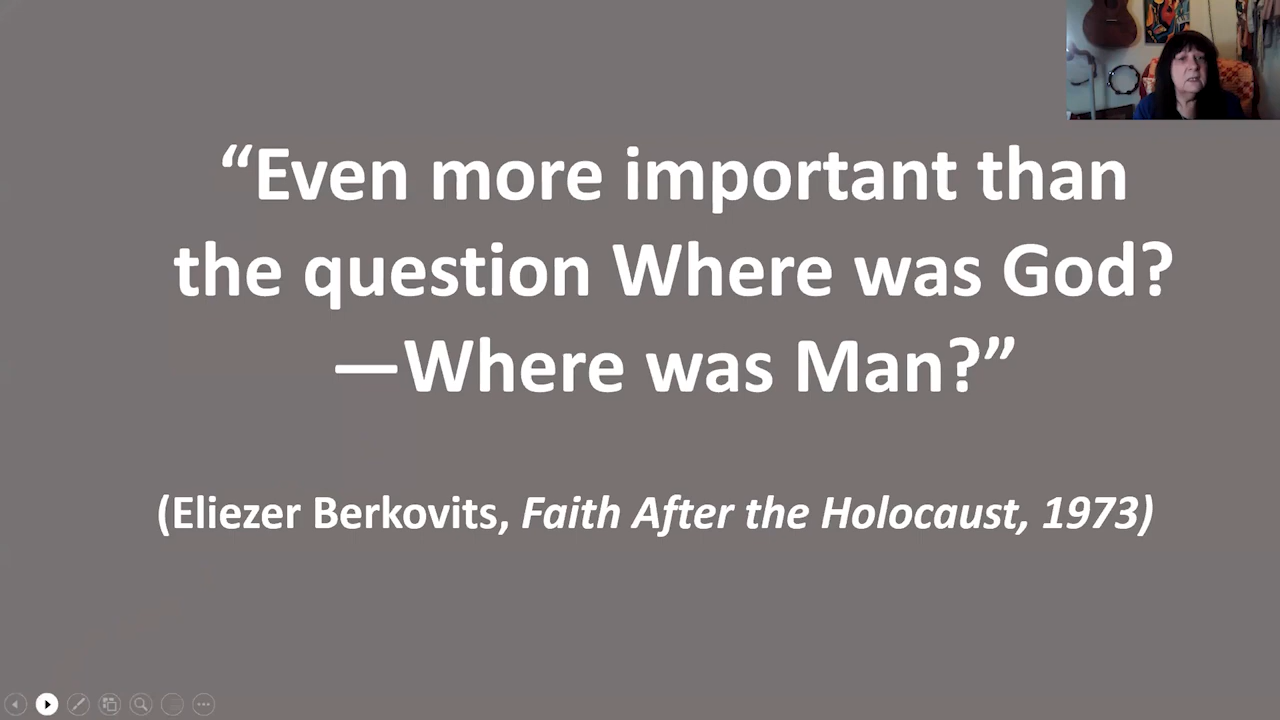 “Even more important than
the question Where was God?
—Where was Man?”
(Eliezer Berkovits, Faith After the Holocaust, 1973)